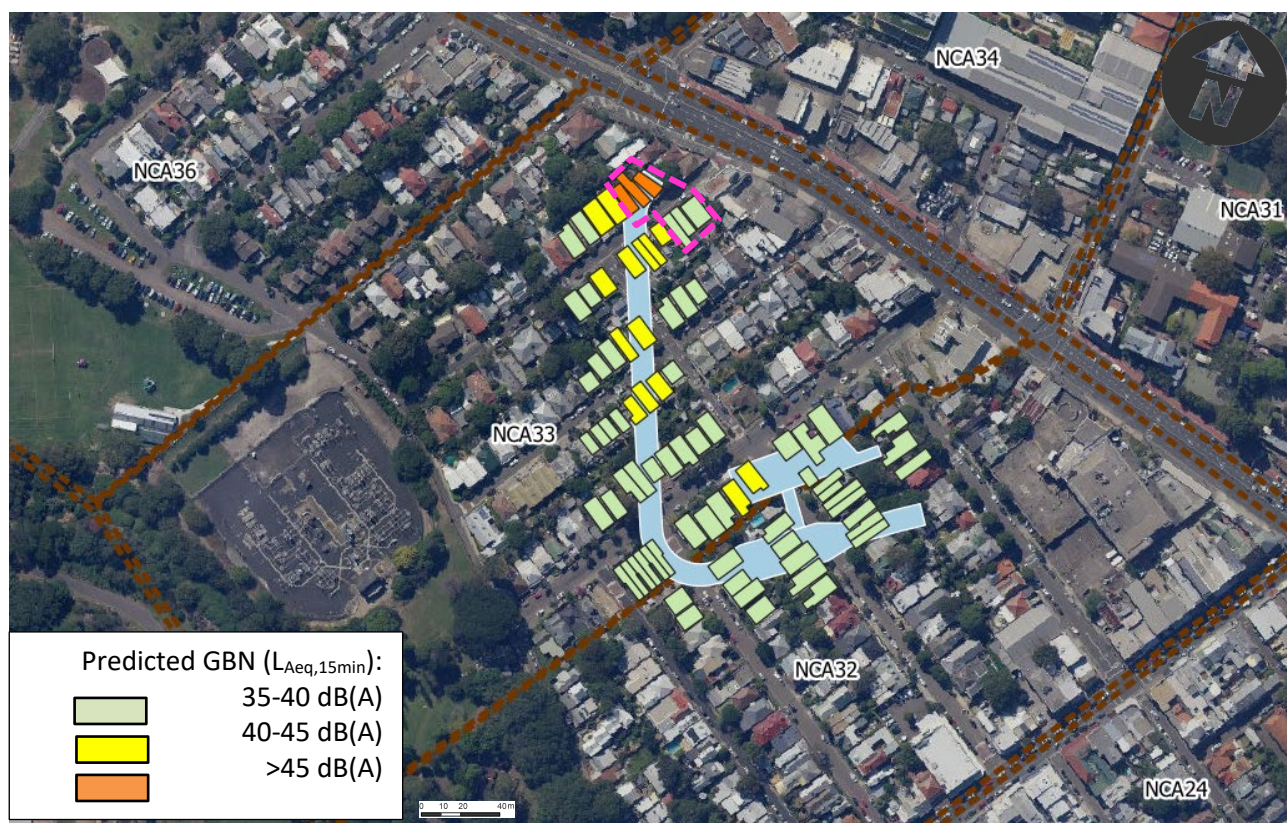 NCA34
N
NCA36
NCA31
NCA33
NCA32
NCA24
Predicted GBN (LAeq,15min):
35-40 dB(A)
40-45 dB(A)
>45 dB(A)
0 10 20 40m